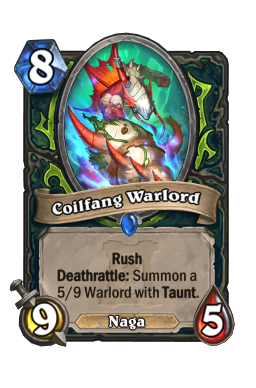 8
Coilfang Warlord
Rush
Deathrattle: Summon a
5/9 Warlord with Taunt.
9
Naga
5